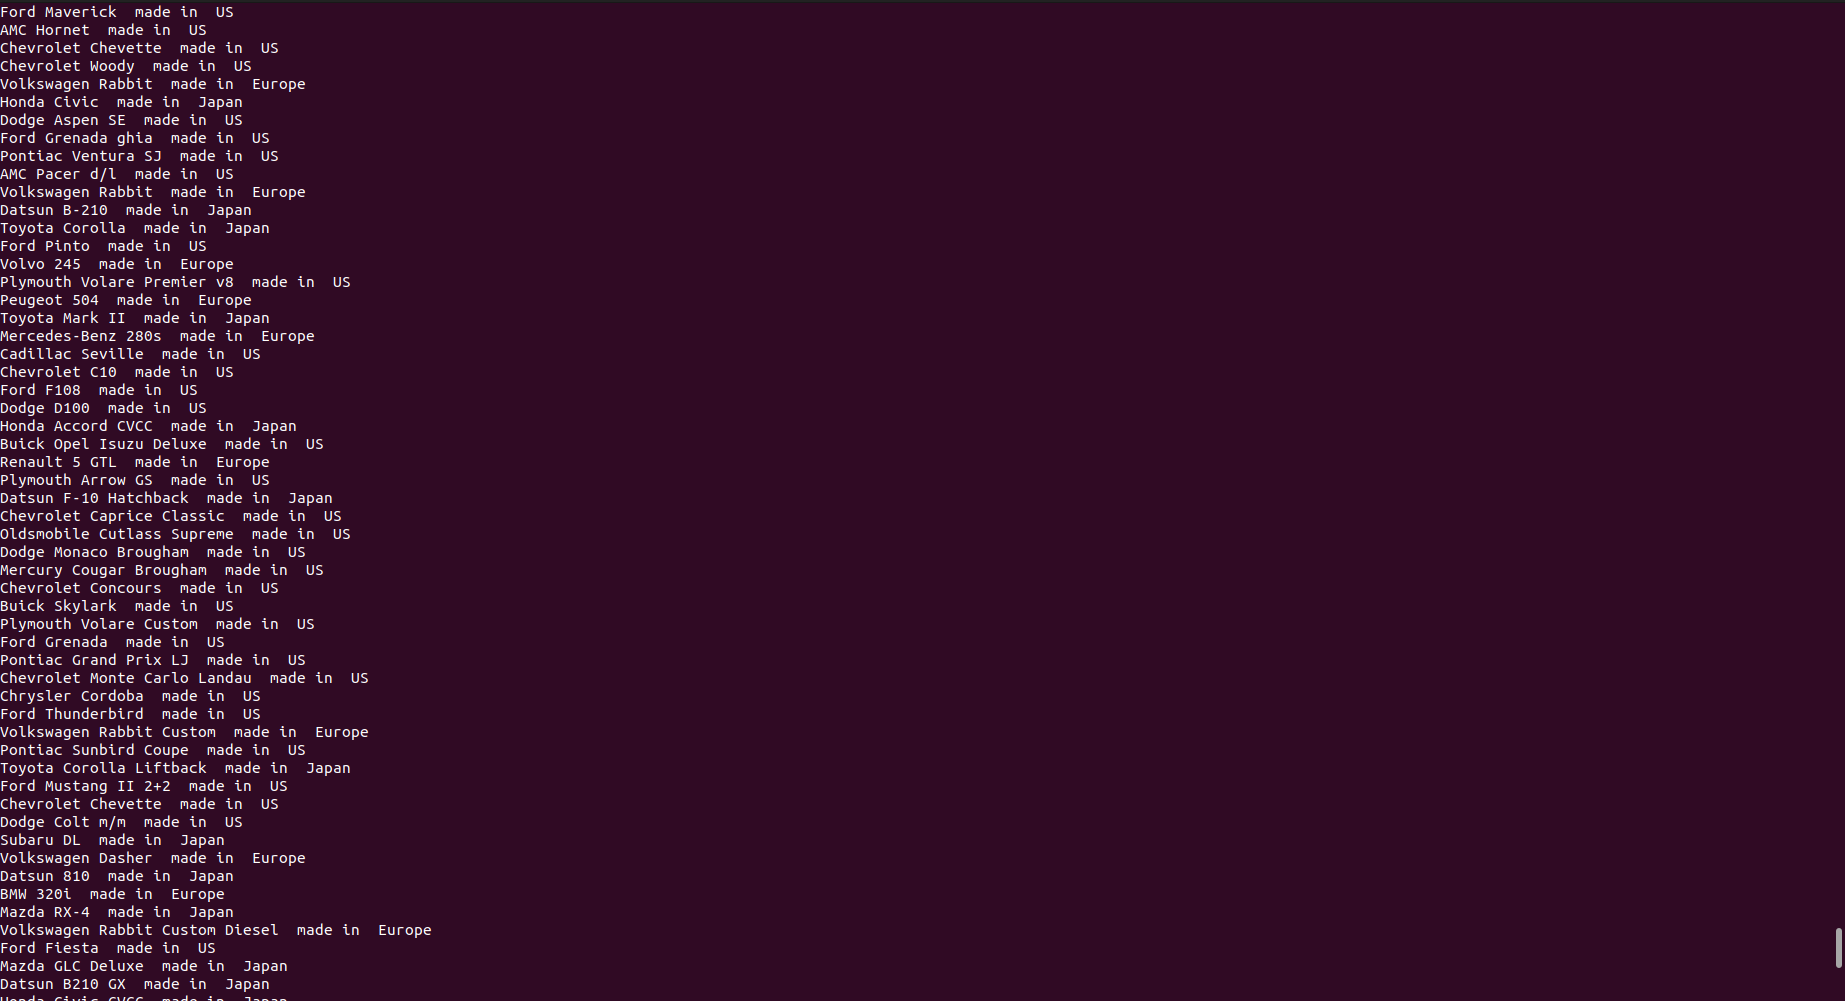 Ford Maverick  made in  US
AMC Hornet  made in  US
Chevrolet Chevette  made in  US
Chevrolet Woody  made in  US
Volkswagen Rabbit  made in  Europe
Honda Civic  made in  Japan
Dodge Aspen SE  made in  US
Ford Grenada ghia  made in  US
Pontiac Ventura SJ  made in  US
AMC Pacer d/l  made in  US
Volkswagen Rabbit  made in  Europe
Datsun B-210  made in  Japan
Toyota Corolla  made in  Japan
Ford Pinto  made in  US
Volvo 245  made in  Europe
Plymouth Volare Premier v8  made in  US
Peugeot 504  made in  Europe
Toyota Mark II  made in  Japan
Mercedes-Benz 280s  made in  Europe
Cadillac Seville  made in  US
Chevrolet C10  made in  US
Ford F108  made in  US
Dodge D100  made in  US
Honda Accord CVCC  made in  Japan
Buick Opel Isuzu Deluxe  made in  US
Renault 5 GTL  made in  Europe
Plymouth Arrow GS  made in  US
Datsun F-10 Hatchback  made in  Japan
Chevrolet Caprice Classic  made in  US
Oldsmobile Cutlass Supreme  made in  US
Dodge Monaco Brougham  made in  US
Mercury Cougar Brougham  made in  US
Chevrolet Concours  made in  US
Buick Skylark  made in  US
Plymouth Volare Custom  made in  US
Ford Grenada  made in  US
Pontiac Grand Prix LJ  made in  US
Chevrolet Monte Carlo Landau  made in  US
Chrysler Cordoba  made in  US
Ford Thunderbird  made in  US
Volkswagen Rabbit Custom  made in  Europe
Pontiac Sunbird Coupe  made in  US
Toyota Corolla Liftback  made in  Japan
Ford Mustang II 2+2  made in  US
Chevrolet Chevette  made in  US
Dodge Colt m/m  made in  US
Subaru DL  made in  Japan
Volkswagen Dasher  made in  Europe
Datsun 810  made in  Japan
BMW 320i  made in  Europe
Mazda RX-4  made in  Japan
Volkswagen Rabbit Custom Diesel  made in  Europe
Ford Fiesta  made in  US
Mazda GLC Deluxe  made in  Japan
Datsun B210 GX  made in  Japan
Honda Civic CVCC  made in  Japan